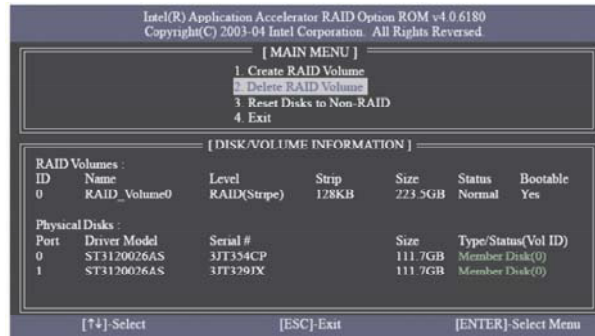 Intel(R) Application Accelerator RAID Option ROM v4.0.6180
Copyright(C) 2003-04 Intel Corporation. All Rights Reversed.
[ MAIN MENU ]
1. Create RAID Volume
2. Delete RAID Volume
3. Reset Disks to Non-RAID
4. Exit
[ DISK/VOLUME INFORMATION ]
RAID Volumes :
ID Name Level Strip Size Status Bootable
0 RAID_Volume0 RAID(Stripe) 128KB 223.5GB Normal Yes
Physical Disks :
Port Driver Model Serial # Size Type/Status(Vol ID)
0 ST3120026AS 3JT354CP 111.7GB Member Disk(0)
1 ST3120026AS 3JT329JX 111.7GB Member Disk(0)
[↑↓]-Select [ESC]-Exit [ENTER]-Select Menu